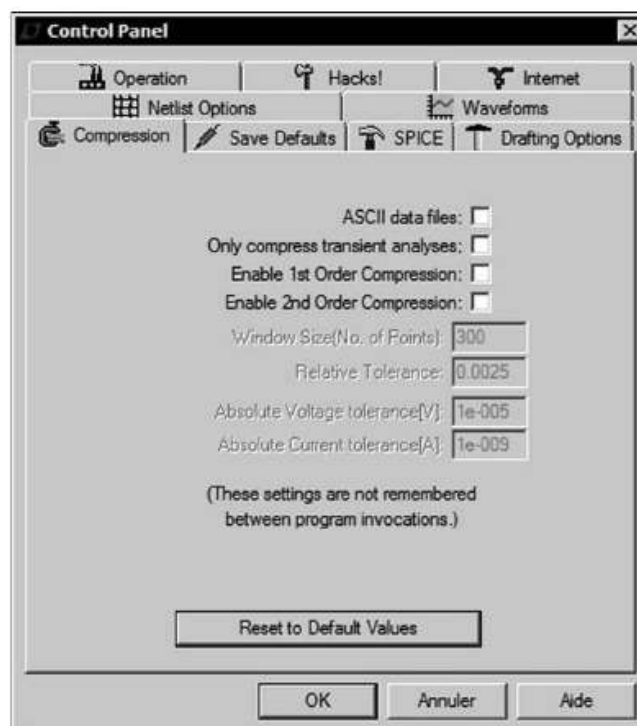 Control Panel
Operation Hacks! Internet
Netlist Options Waveforms
Compression Save Defaults SPICE Drafting Options
ASCII data files:
Only compress transient analyses:
Enable 1st Order Compression:
Enable 2nd Order Compression:
Window Size(No. of Points): 300
Relative Tolerance: 0.0025
Absolute Voltage tolerance[V]: 1e-005
Absolute Current tolerance[A]: 1e-009
(These settings are not remembered
between program invocations.)
Reset to Default Values
OK Annuler Aide